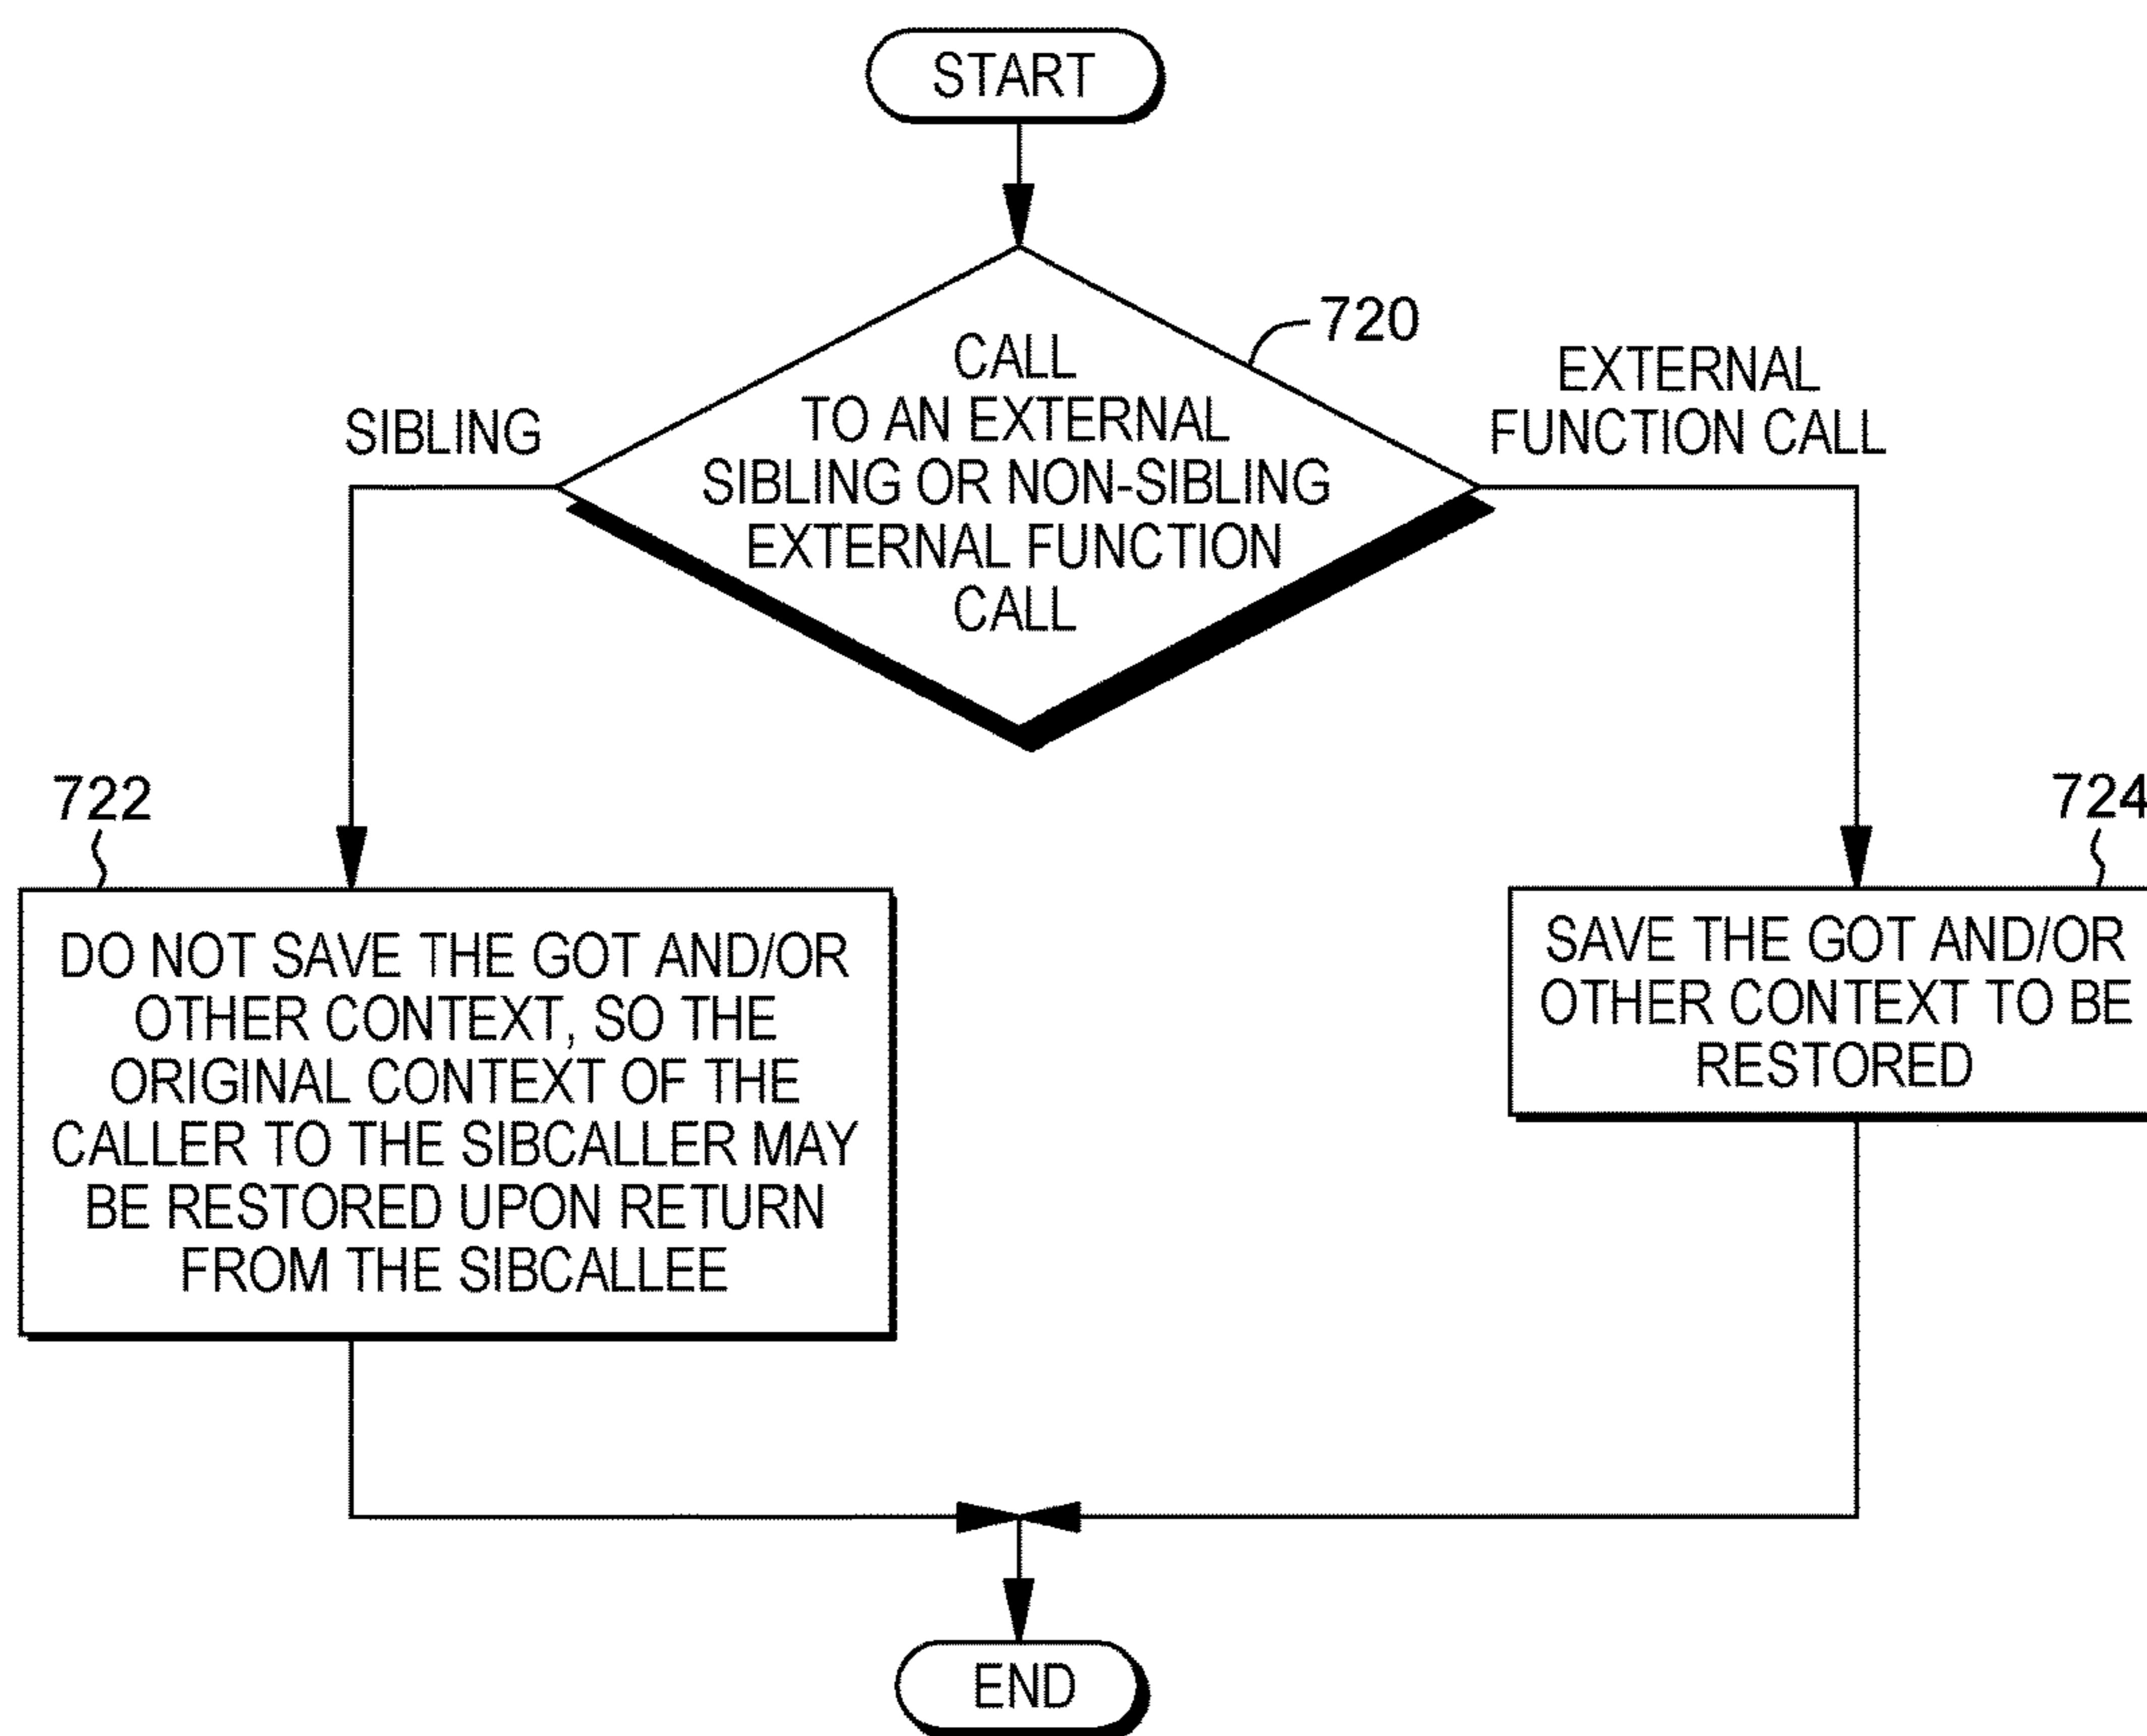 START
720
CALL
TO AN EXTERNAL
SIBLING OR NON-SIBLING
EXTERNAL FUNCTION
CALL
SIBLING
EXTERNAL
FUNCTION CALL
722
DO NOT SAVE THE GOT AND/OR
OTHER CONTEXT, SO THE
ORIGINAL CONTEXT OF THE
CALLER TO THE SIBCALLER MAY
BE RESTORED UPON RETURN
FROM THE SIBCALLEE
724
SAVE THE GOT AND/OR
OTHER CONTEXT TO BE
RESTORED
END